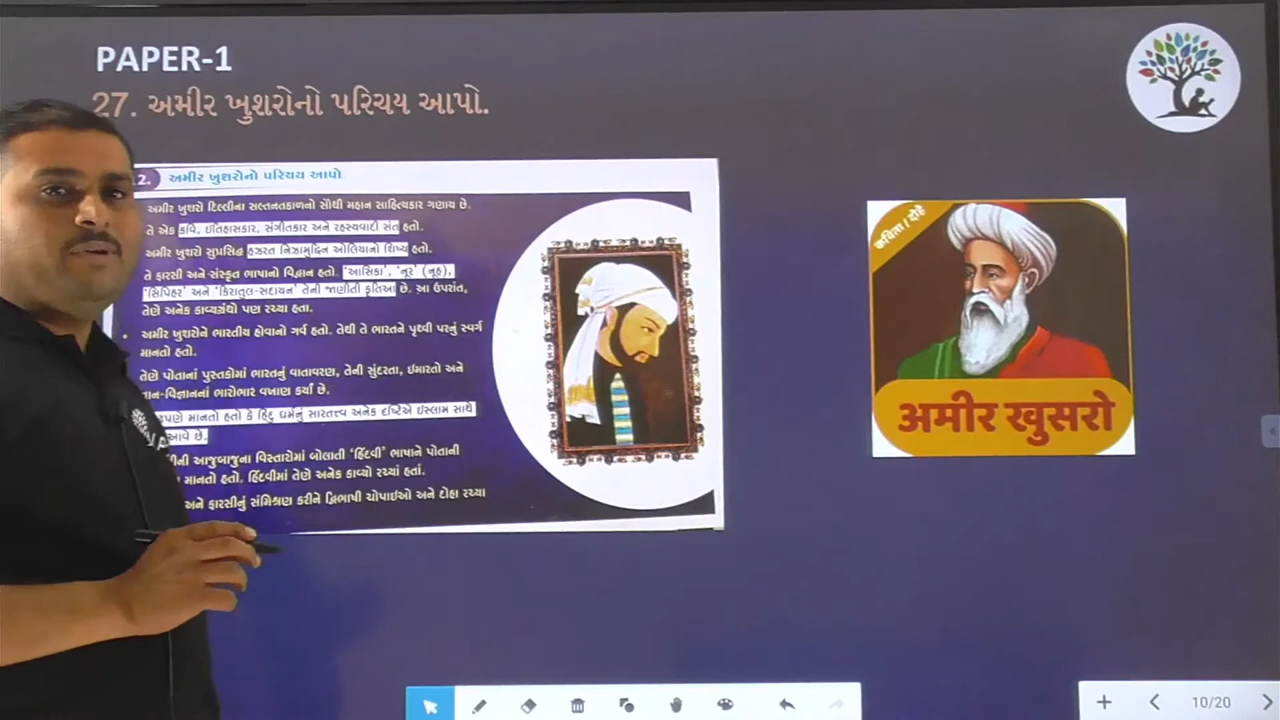 PAPER-1
27. અમીર ખુશરોનો પરિચય આપો.
2. અમીર ખુશરોનો પરિચય આપો
અમીર ખુશરો દિલ્લીના સલ્તનતકાળનો સૌથી મહાન સાહિત્યકાર ગણાય છે.
તે એક કવિ, ઈતિહાસકાર, સંગીતકાર અને રહસ્યવાદી સંત હતો.
અમીર ખુશરો સુપ્રસિદ્ધ હઝરત નિઝામુદ્દિન ઓલિયાનો શિષ્ય હતો.
તે ફારસી અને સંસ્કૃત ભાષાનો વિદ્વાન હતો. 'આસિકા', 'નૂર' (નૂહ),
'સિપિહર' અને 'કિરાતુલ-સદાયન' તેની જાણીતી કૃતિઓ છે. આ ઉપરાંત,
તેણે અનેક કાવ્યગ્રંથો પણ રચ્યા હતા.
• અમીર ખુશરોને ભારતીય હોવાનો ગર્વ હતો. તેથી તે ભારતને પૃથ્વી પરનું સ્વર્ગ
માનતો હતો.
તેણે પોતાનાં પુસ્તકોમાં ભારતનું વાતાવરણ, તેની સુંદરતા, ઇમારતો અને
વિજ્ઞાનનાં ભારોભાર વખાણ કર્યાં છે.
માનતો હતો કે હિંદુ ધર્મનું સારતત્ત્વ અનેક દૃષ્ટિએ ઈસ્લામ સાથે
આવે છે.
આજુબાજુના વિસ્તારોમાં બોલાતી 'હિંદવી' ભાષાને પોતાની
માનતો હતો. હિંદવીમાં તેણે અનેક કાવ્યો રચ્યાં હતાં.
અને ફારસીનું સંમિશ્રણ કરીને દ્વિભાષી ચોપાઈઓ અને દોહા રચ્યા
कविता / दोहे
अमीर खुसरो
10/20